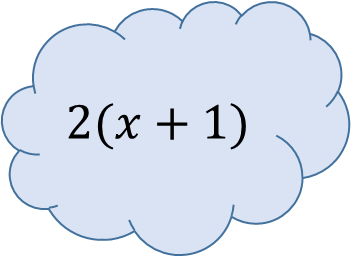 2(x + 1)